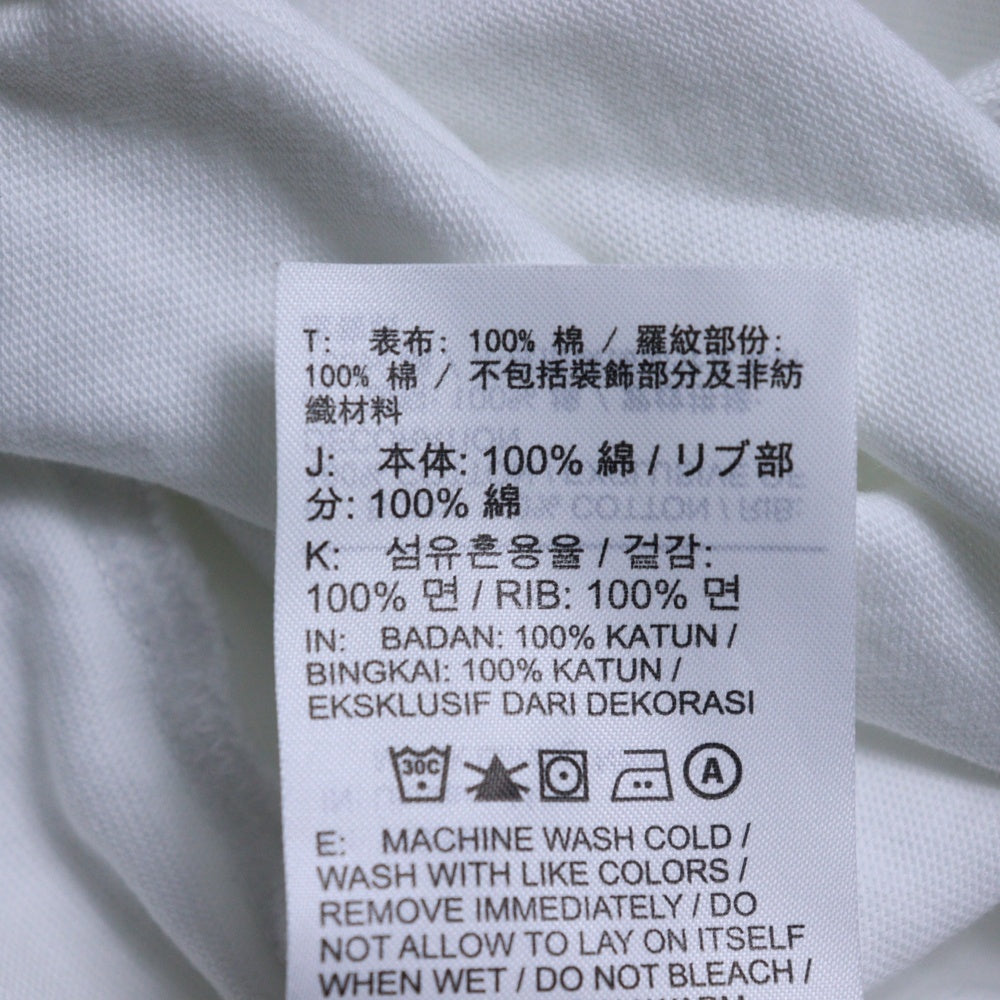 T: 表布: 100% 棉 / 羅紋部份:
100% 棉 / 不包括裝飾部分及非紡
織材料
J: 本体: 100% 綿 / リブ部
分: 100% 綿
K: 섬유혼용율 / 겉감:
100% 면 / RIB: 100% 면
IN: BADAN: 100% KATUN /
BINGKAI: 100% KATUN /
EKSKLUSIF DARI DEKORASI
30C A
E: MACHINE WASH COLD /
WASH WITH LIKE COLORS /
REMOVE IMMEDIATELY / DO
NOT ALLOW TO LAY ON ITSELF
WHEN WET / DO NOT BLEACH /